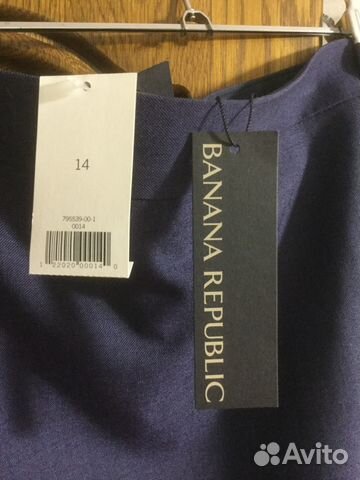 14
795539-00-1
0014
1 22020 00014 0
BANANA REPUBLIC
Avito